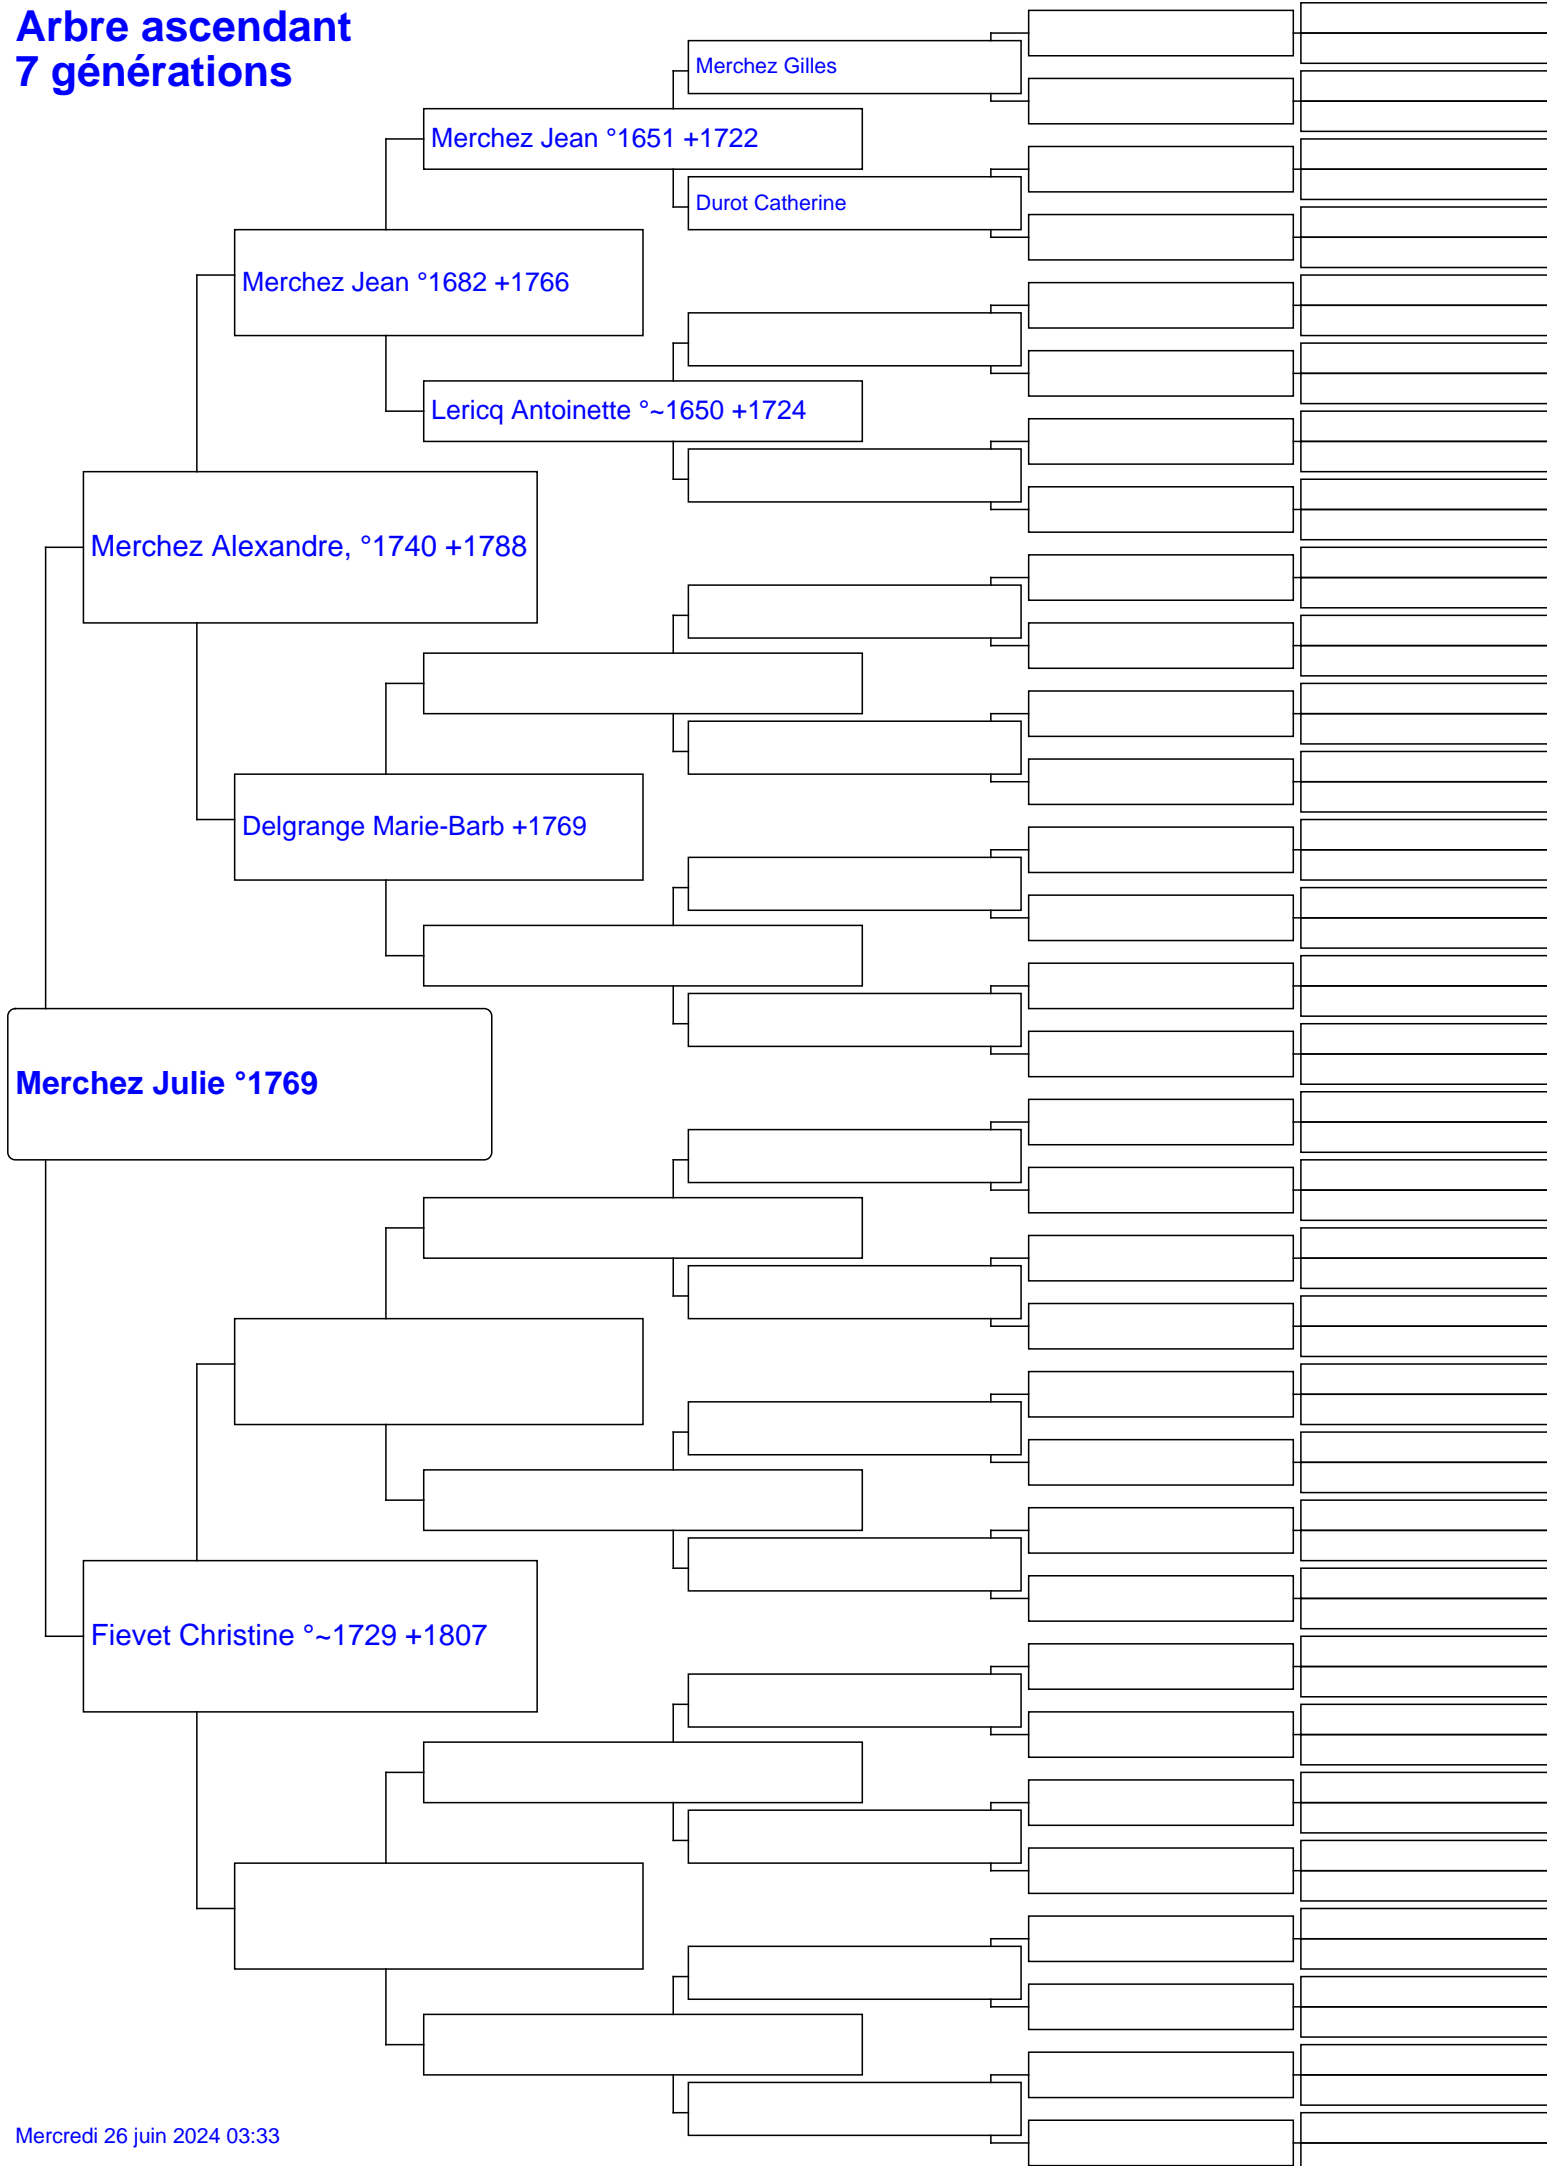 Arbre ascendant
7 générations
Merchez Gilles
Merchez Jean °1651 +1722
Durot Catherine
Merchez Jean °1682 +1766
Lericq Antoinette °~1650 +1724
Merchez Alexandre, °1740 +1788
Delgrange Marie-Barb +1769
Merchez Julie °1769
Fievet Christine °~1729 +1807
Mercredi 26 juin 2024 03:33